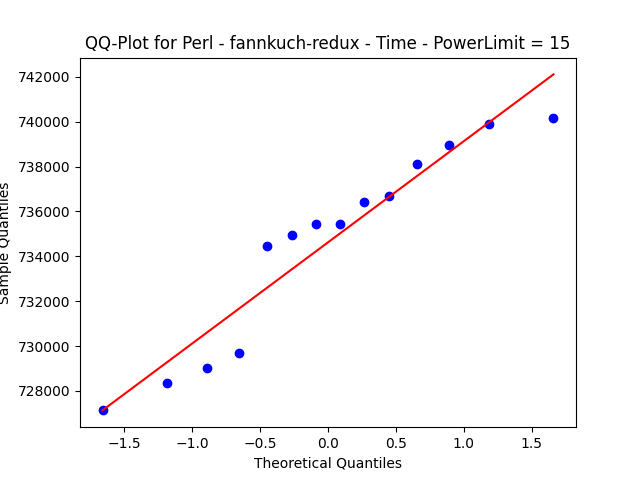 QQ-Plot for Perl - fannkuch-redux - Time - PowerLimit = 15
742000
740000
738000
736000
734000
732000
730000
728000
Sample Quantiles
−1.5 −1.0 −0.5 0.0 0.5 1.0 1.5
Theoretical Quantiles